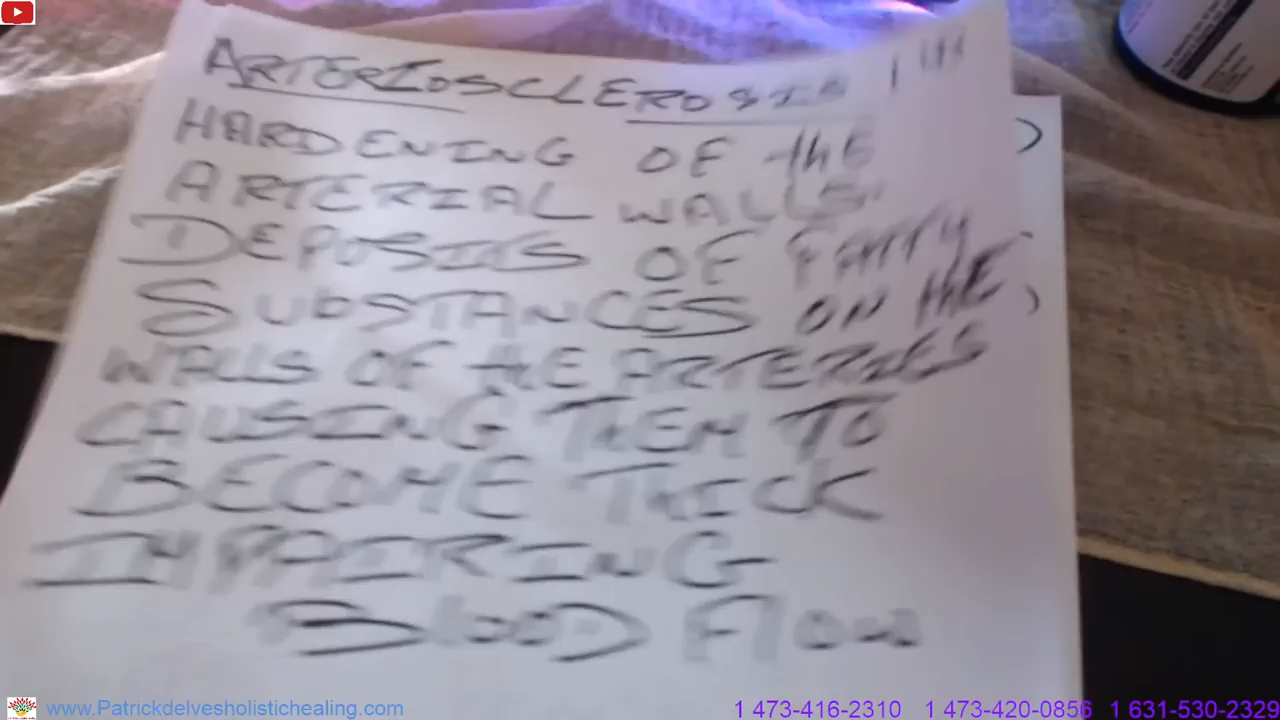 ARTERIOSCLEROSIS
HARDENING OF the
ARTERIAL WALLS.
DEPOSITS OF FATTY
SUbSTANCES ON thE
WALLS OF thE ARTERIES
CAUSING ThEM TO
BECOME ThICK
IMPAIRING
BlooD Flow
www.Patrickdelvesholistichealing.com
1 473-416-2310 1 473-420-0856 1 631-530-2329